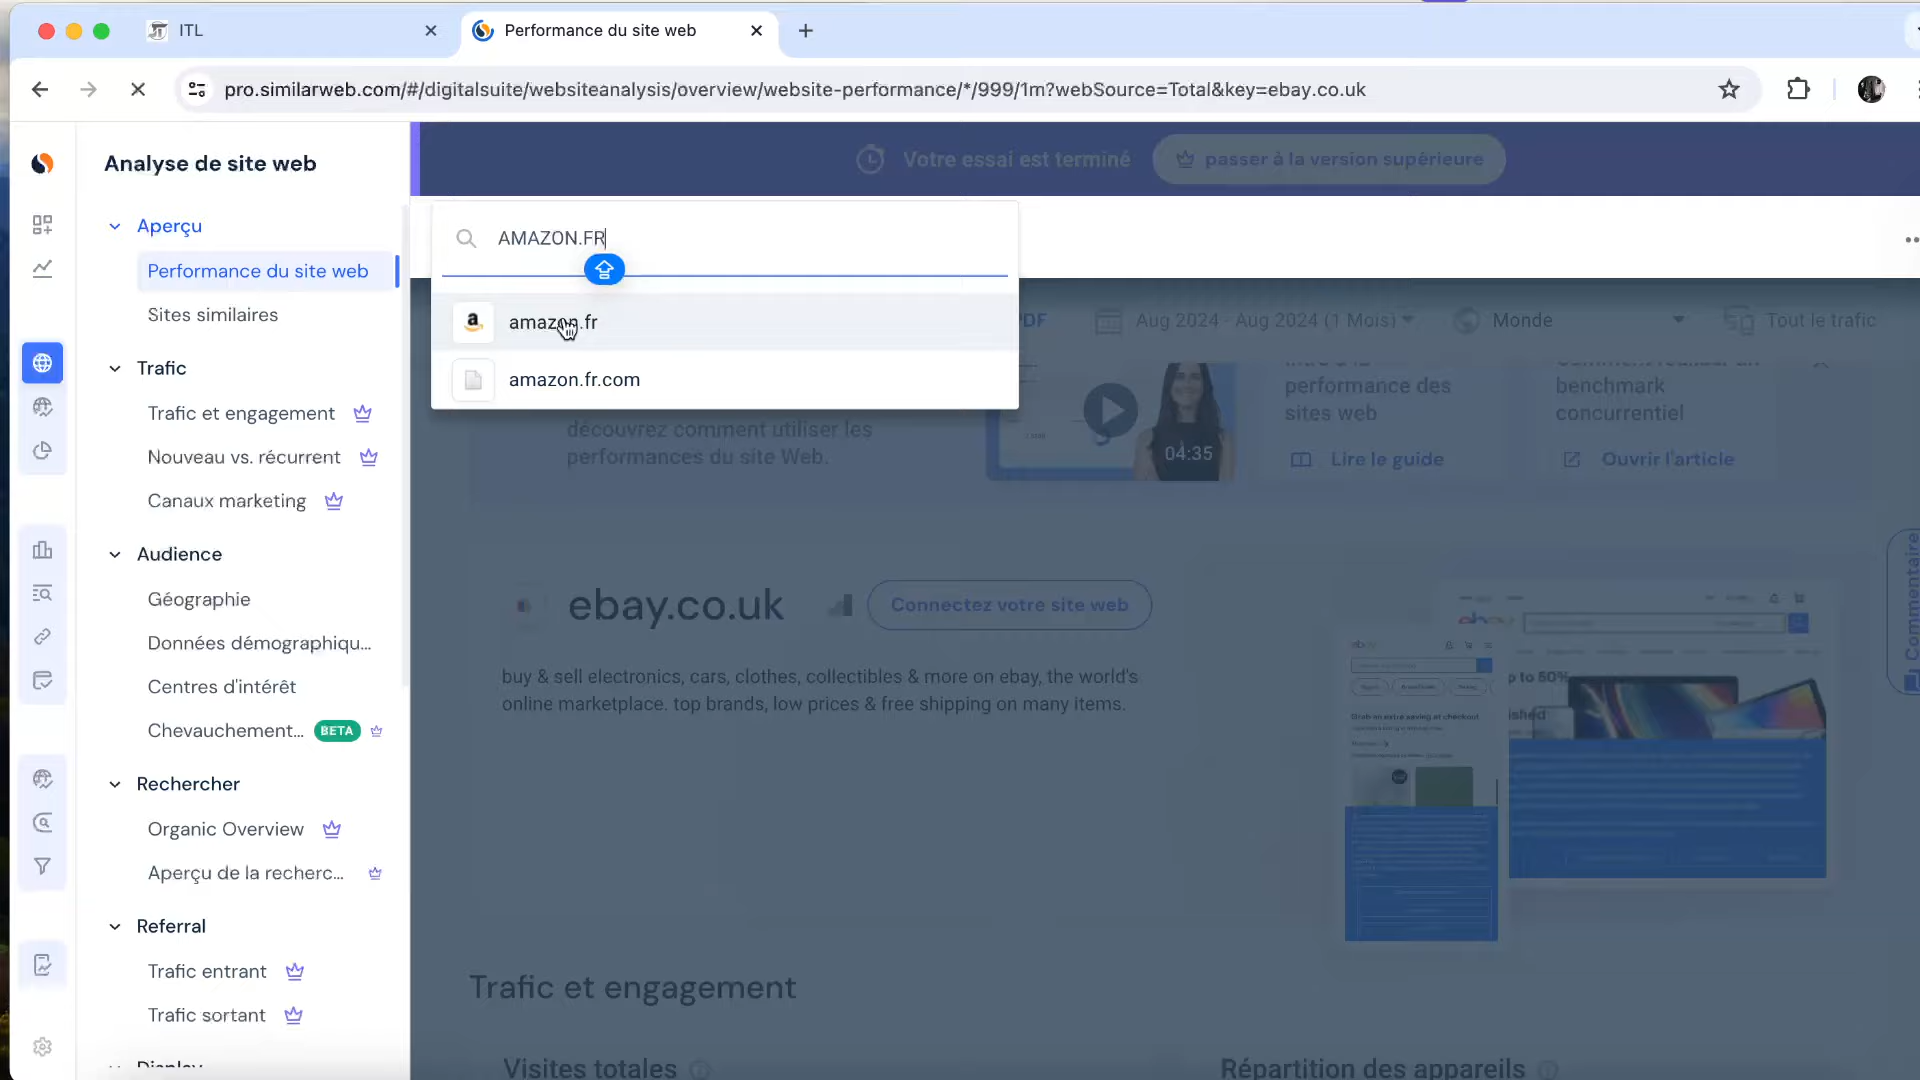 ITL
Performance du site web
pro.similarweb.com/#/digitalsuite/websiteanalysis/overview/website-performance/*/999/1m?webSource=Total&key=ebay.co.uk
Analyse de site web
Votre essai est terminé
passer à la version supérieure
Aperçu
Performance du site web
Sites similaires
Trafic
Trafic et engagement
Nouveau vs. récurrent
Canaux marketing
Audience
Géographie
Données démographiqu...
Centres d'intérêt
Chevauchement... BETA
Rechercher
Organic Overview
Aperçu de la recherc...
Referral
Trafic entrant
Trafic sortant
Display
AMAZON.FR
amazon.fr
amazon.fr.com
PDF
Aug 2024 - Aug 2024 (1 Mois)
Monde
Tout le trafic
découvrez comment utiliser les
performances du site Web.
04:35
performance des
sites web
Lire le guide
benchmark
concurrentiel
Ouvrir l'article
Commentaire
ebay.co.uk
Connectez votre site web
buy & sell electronics, cars, clothes, collectibles & more on ebay, the world's
online marketplace. top brands, low prices & free shipping on many items.
Trafic et engagement
Visites totales
Répartition des appareils